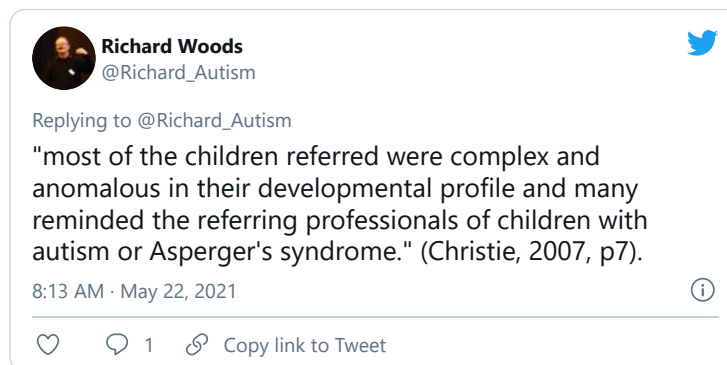 Richard Woods
@Richard_Autism
Replying to @Richard_Autism
"most of the children referred were complex and
anomalous in their developmental profile and many
reminded the referring professionals of children with
autism or Asperger's syndrome." (Christie, 2007, p7).
8:13 AM · May 22, 2021
1 Copy link to Tweet